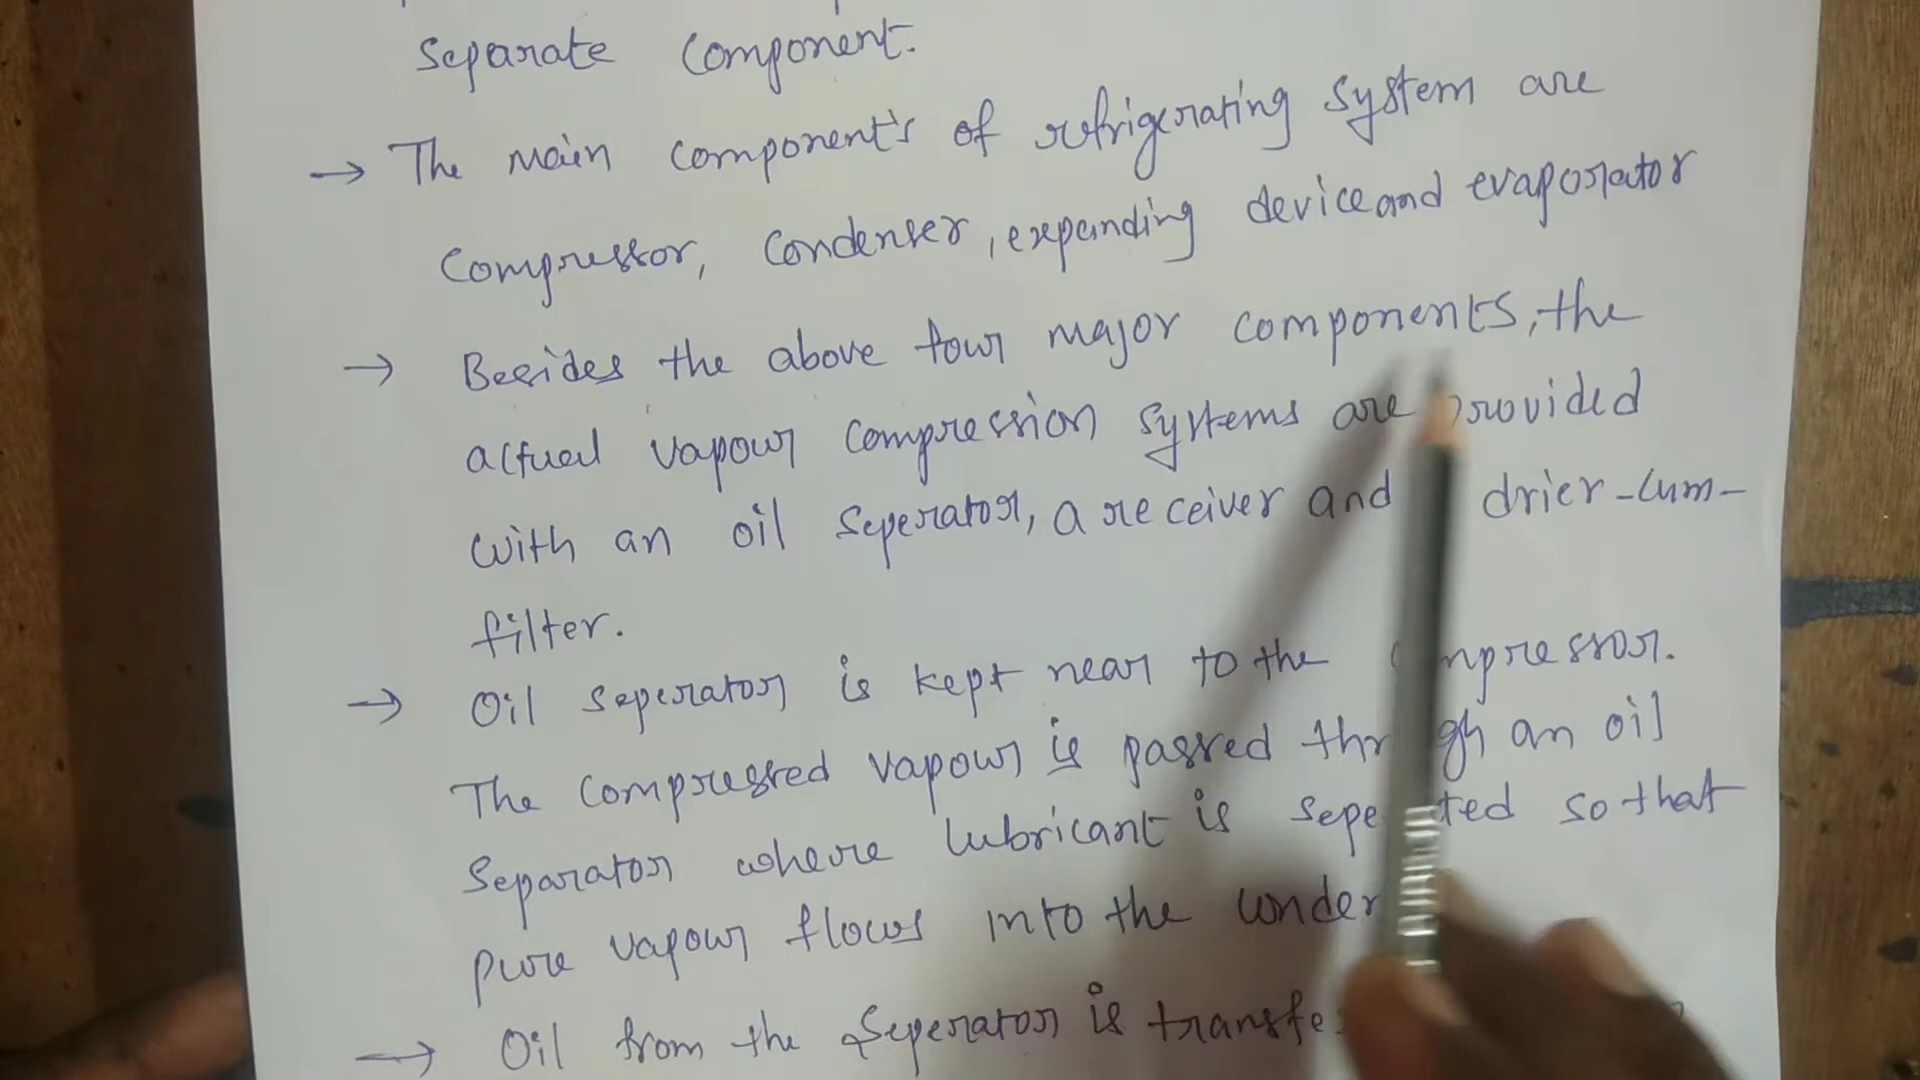 Separate component.
→ The main component's of refrigerating system are
compressor, condenser, expanding device and evaporator
→ Besides the above four major components, the
actual vapour compression systems are provided
with an oil seperator, a receiver and drier-cum-
filter.
→ Oil seperator is kept near to the compressor.
The compressed vapour is passed through an oil
Separator where lubricant is so that
pure vapour flows into the
→ Oil from the seperator is